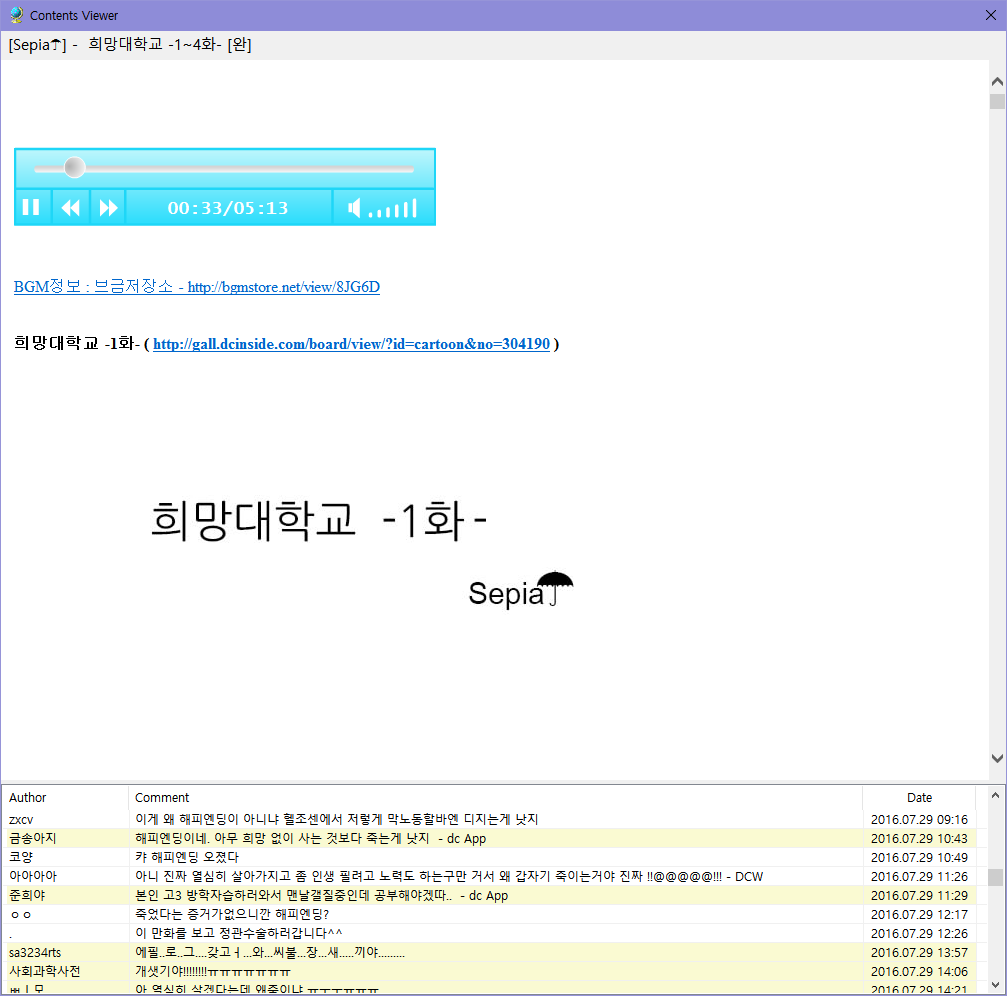 Contents Viewer
[Sepia☂] - 희망대학교 -1~4화- [완]
00:33/05:13
BGM정보 : 브금저장소 - http://bgmstore.net/view/8JG6D
희망대학교 -1화- ( http://gall.dcinside.com/board/view/?id=cartoon&no=304190 )
희망대학교 -1화-
Sepia☂
Author Comment Date
zxcv 이게 왜 해피엔딩이 아니냐 헬조센에서 저렇게 막노동할바엔 디지는게 낫지 2016.07.29 09:16
금송아지 해피엔딩이네. 아무 희망 없이 사는 것보다 죽는게 낫지 - dc App 2016.07.29 10:43
코양 캬 해피엔딩 오졌다 2016.07.29 10:49
아아아아 아니 진짜 열심히 살아가지고 좀 인생 필려고 노력도 하는구만 거서 왜 갑자기 죽이는거야 진짜 !!@@@@@!!! - DCW 2016.07.29 11:26
준희야 본인 고3 방학자습하러와서 맨날갤질중인데 공부해야겠따.. - dc App 2016.07.29 11:29
ㅇㅇ 죽었다는 증거가없으니깐 해피엔딩? 2016.07.29 12:17
. 이 만화를 보고 정관수술하러갑니다^^ 2016.07.29 12:26
sa3234rts 에필..로..그....갖고ㅓ...와...씨불...장...새.....끼야......... 2016.07.29 13:57
사회과학사전 개샛기야!!!!!!!!ㅠㅠㅠㅠㅠㅠㅠ 2016.07.29 14:06
ㅃㅣ모 아 열심히 살겠다는데 왜죽이냐 ㅠㅜㅜㅠㅠㅠ 2016.07.29 14:21